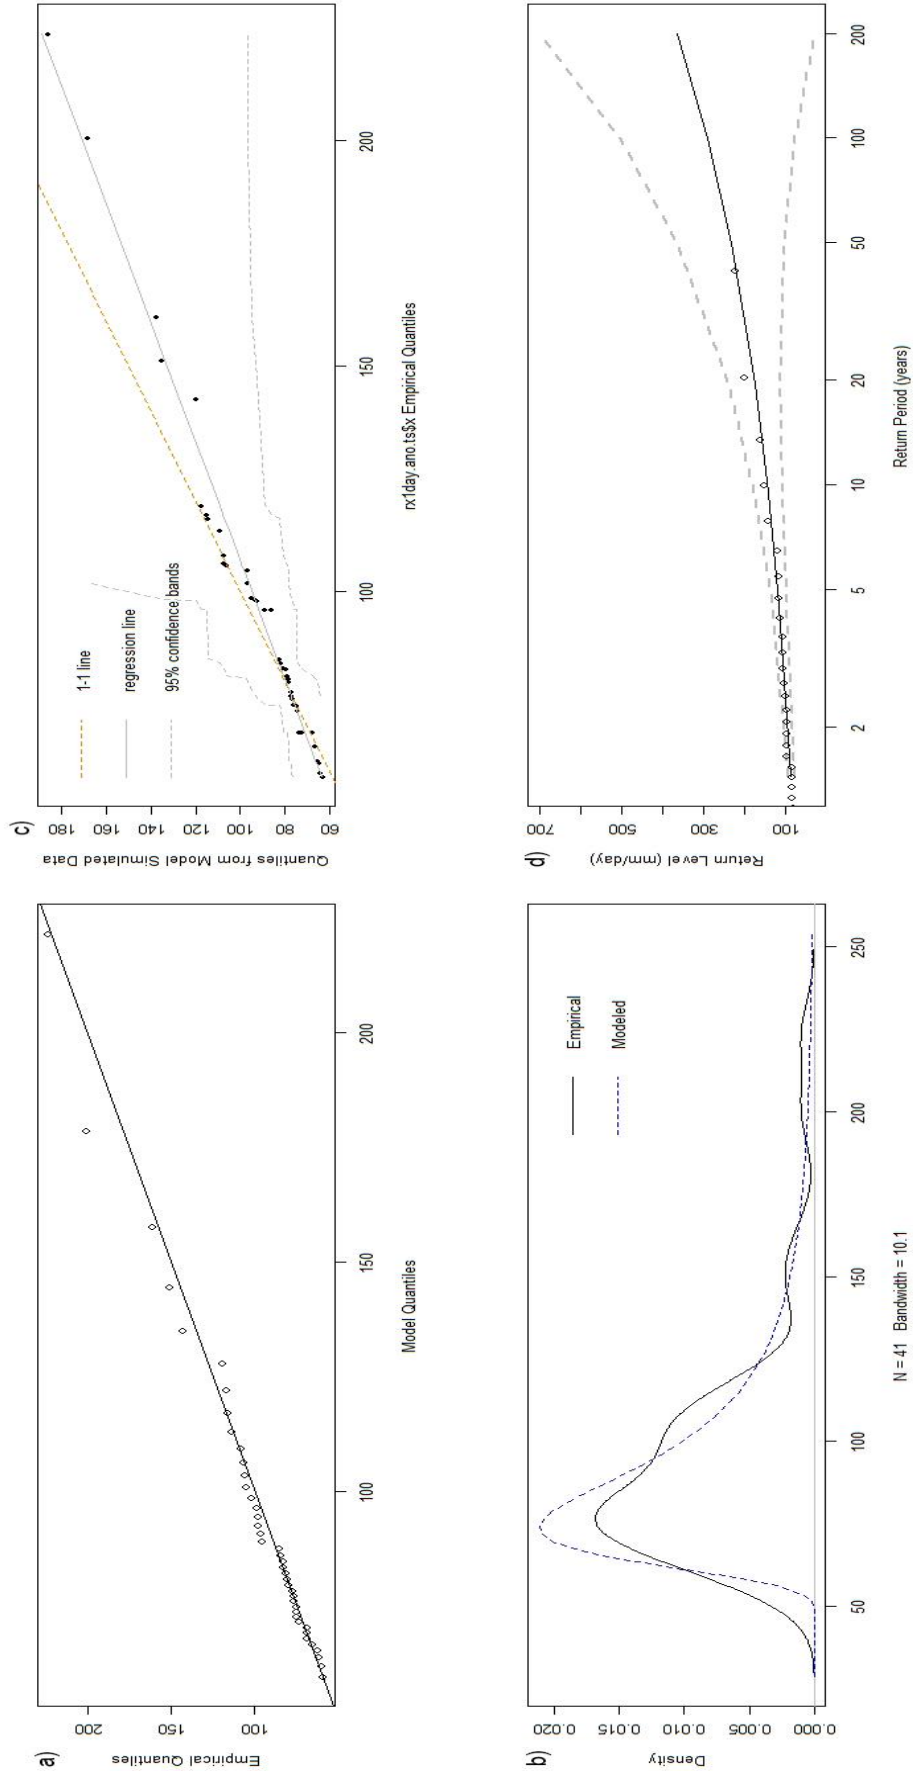 a)
Empirical Quantiles
200
150
100
100
150
200
Model Quantiles
b)
Density
0.020
0.015
0.010
0.005
0.000
50
100
150
200
250
N = 41 Bandwidth = 10.1
Empirical
Modeled
c)
Quantiles from Model Simulated Data
180
160
140
120
100
80
60
100
150
200
rx1day.ano.ts$x Empirical Quantiles
1-1 line
regression line
95% confidence bands
d)
Return Level (mm/day)
700
500
300
100
2
5
10
20
50
100
200
Return Period (years)